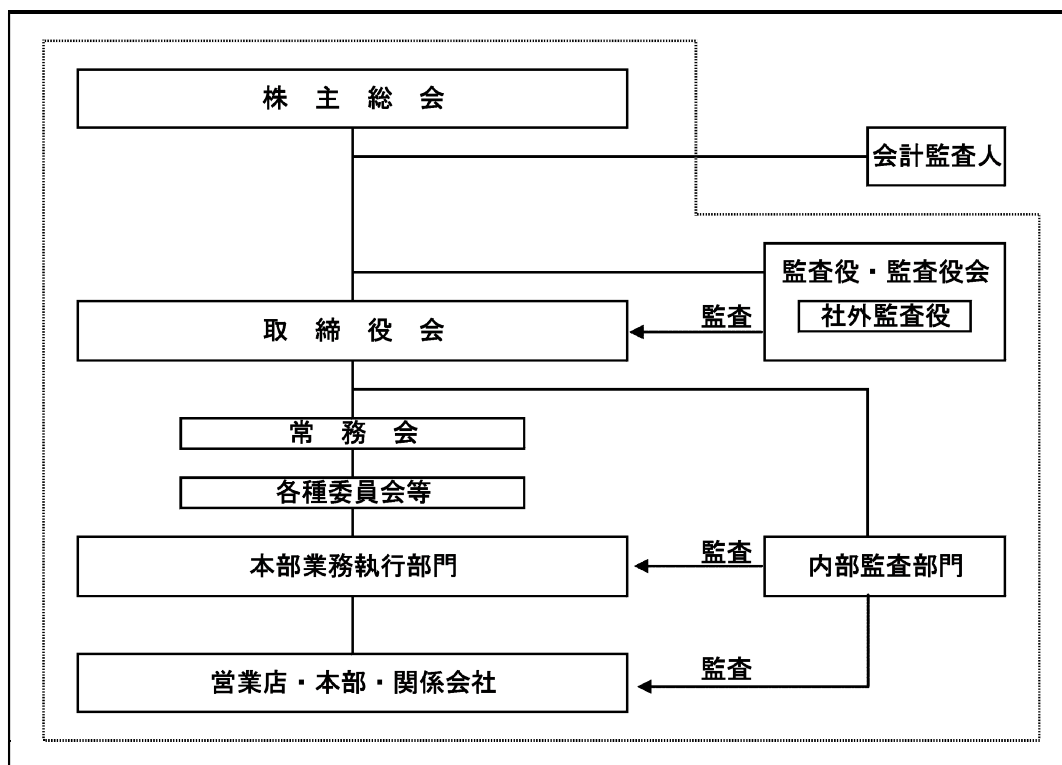 株主総会
会計監査人
監査役・監査役会
社外監査役
監査
取締役会
常務会
各種委員会等
本部業務執行部門
監査
内部監査部門
営業店・本部・関係会社
監査